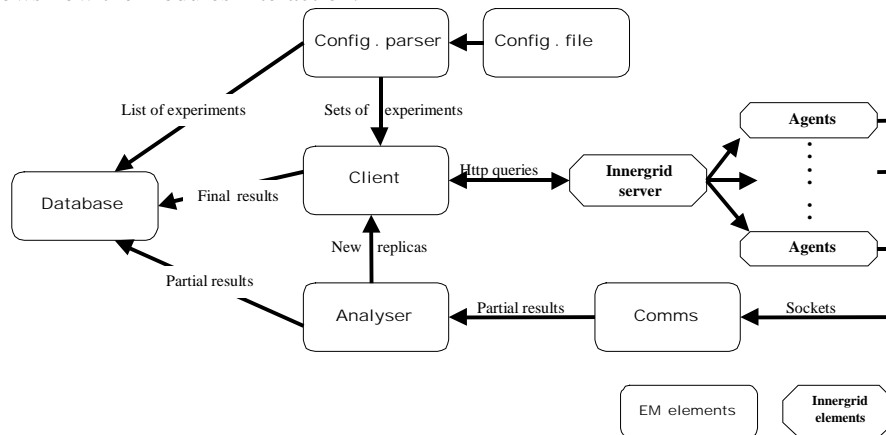 Config . parser
Config . file
List of experiments
Sets of experiments
Agents
Http queries
Innergrid
server
Client
Final results
Database
New replicas
Agents
Partial results
Analyser
Partial results
Comms
Sockets
EM elements
Innergrid
elements